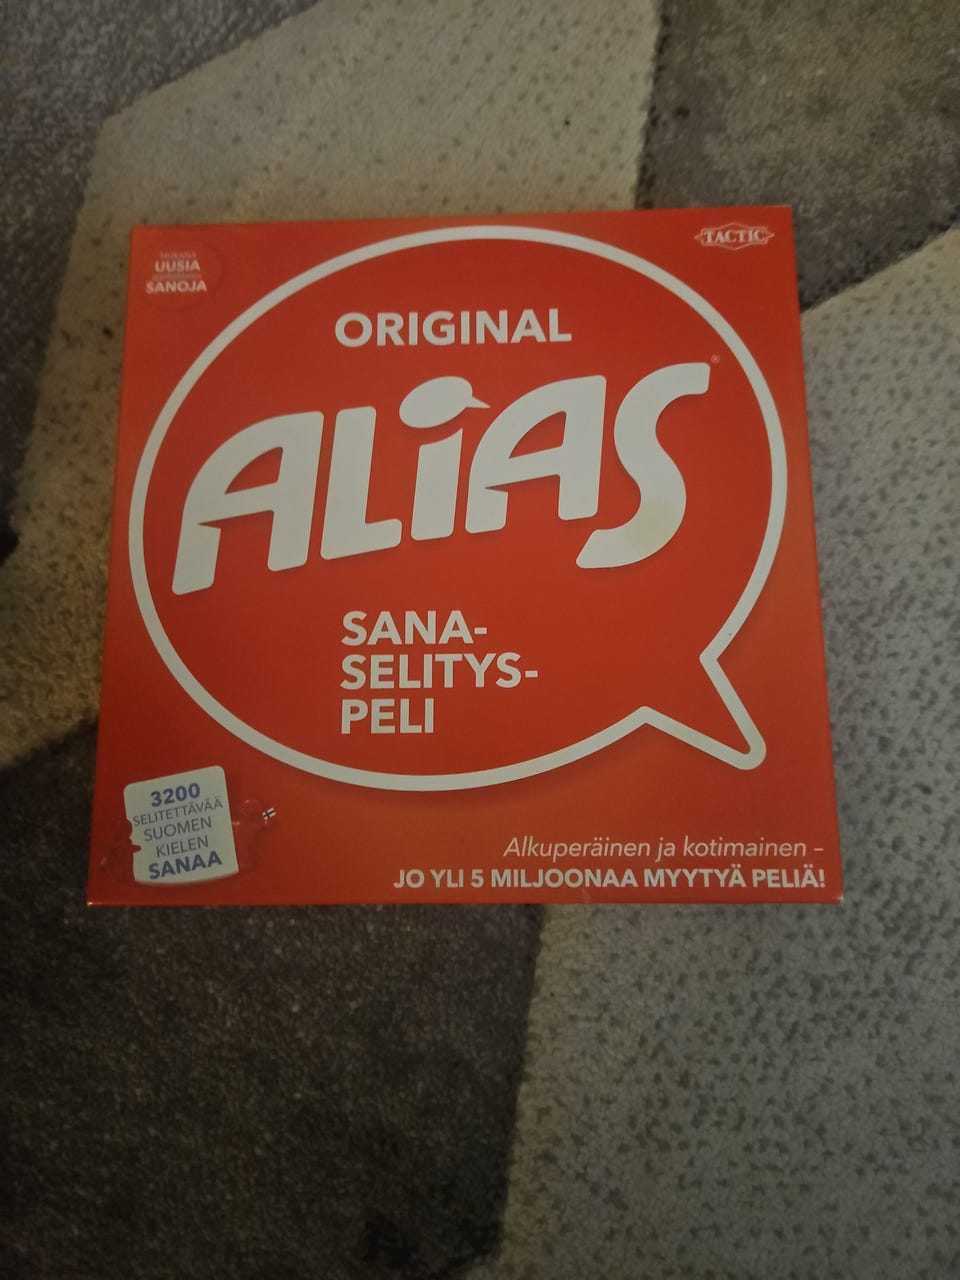 MUKANA
UUSIA
SANOJA
TACTIC
ORIGINAL
ALiAS®
SANA-
SELITYS-
PELI
3200
SELITETTÄVÄÄ
SUOMEN
KIELEN
SANAA
Alkuperäinen ja kotimainen –
JO YLI 5 MILJOONAA MYYTYÄ PELIÄ!